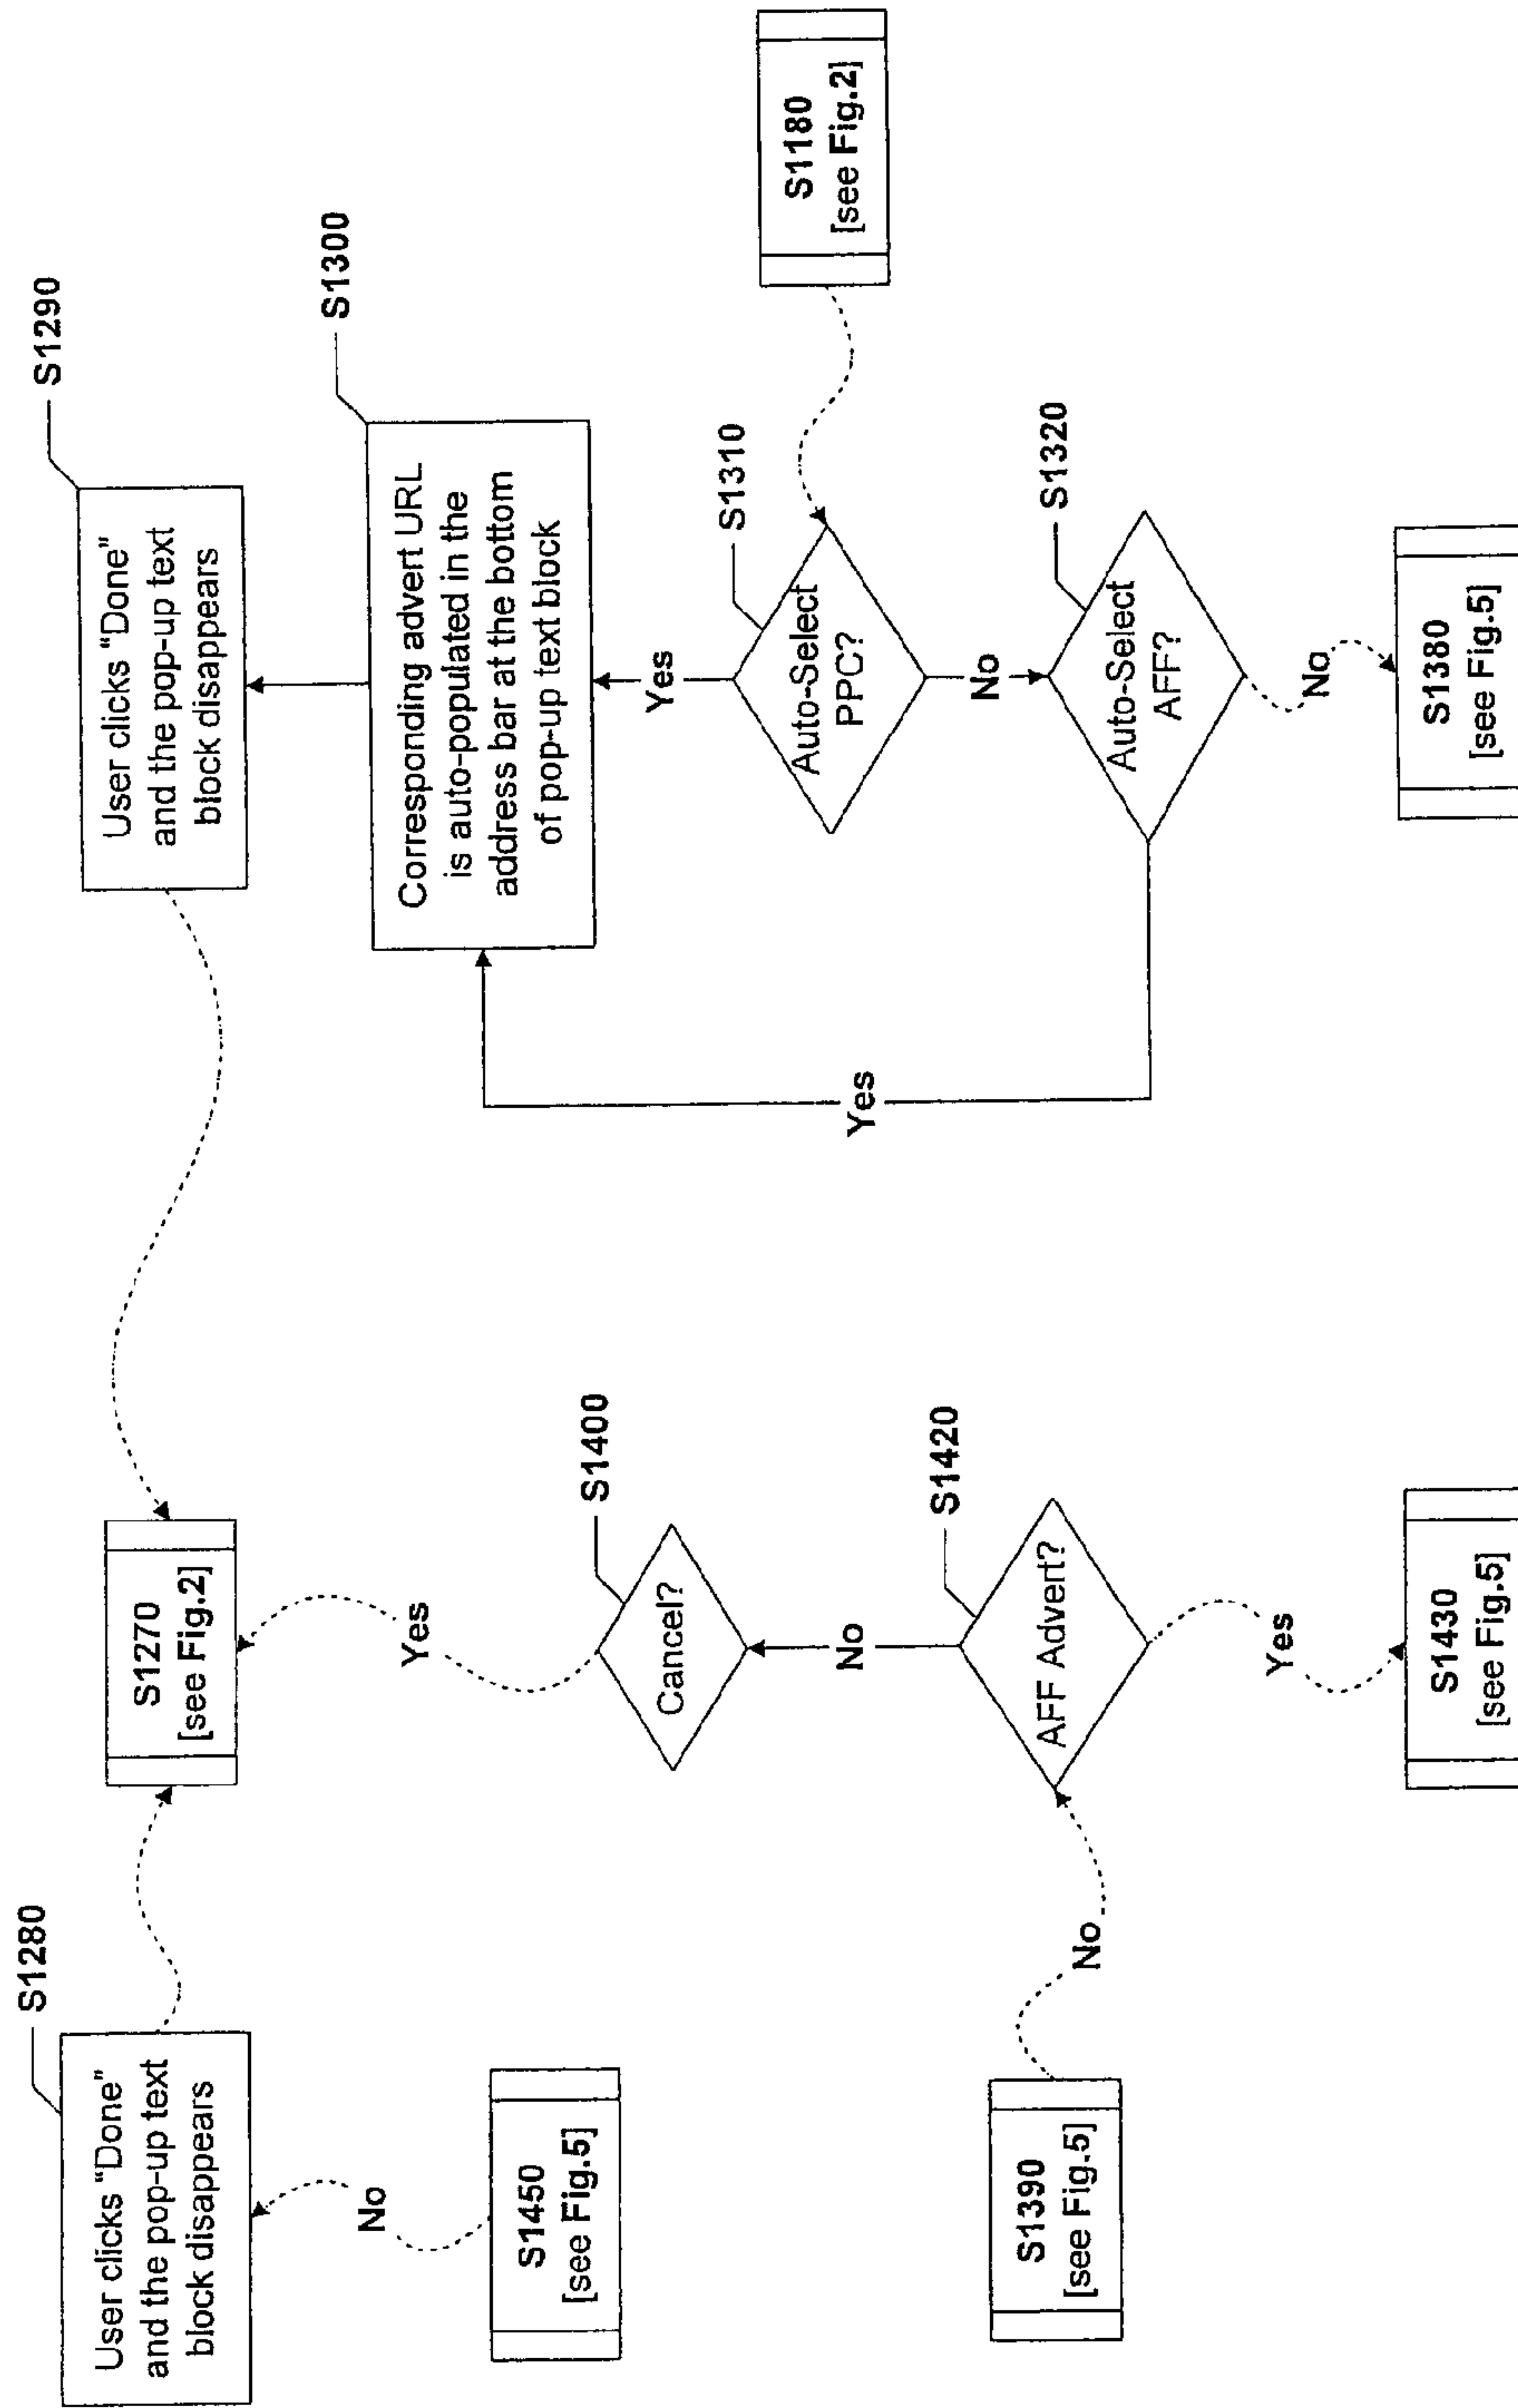 S1280
User clicks "Done"
and the pop-up text
block disappears
No
S1450
[see Fig.5]
S1390
[see Fig.5]
No
S1270
[see Fig.2]
Yes
Cancel?
S1400
No
AFF Advert?
S1420
Yes
S1430
[see Fig.5]
S1290
User clicks "Done"
and the pop-up text
block disappears
S1300
Corresponding advert URL
is auto-populated in the
address bar at the bottom
of pop-up text block
Yes
Yes
Auto-Select
PPC?
S1310
S1180
[see Fig.2]
No
Auto-Select
AFF?
S1320
No
S1380
[see Fig.5]